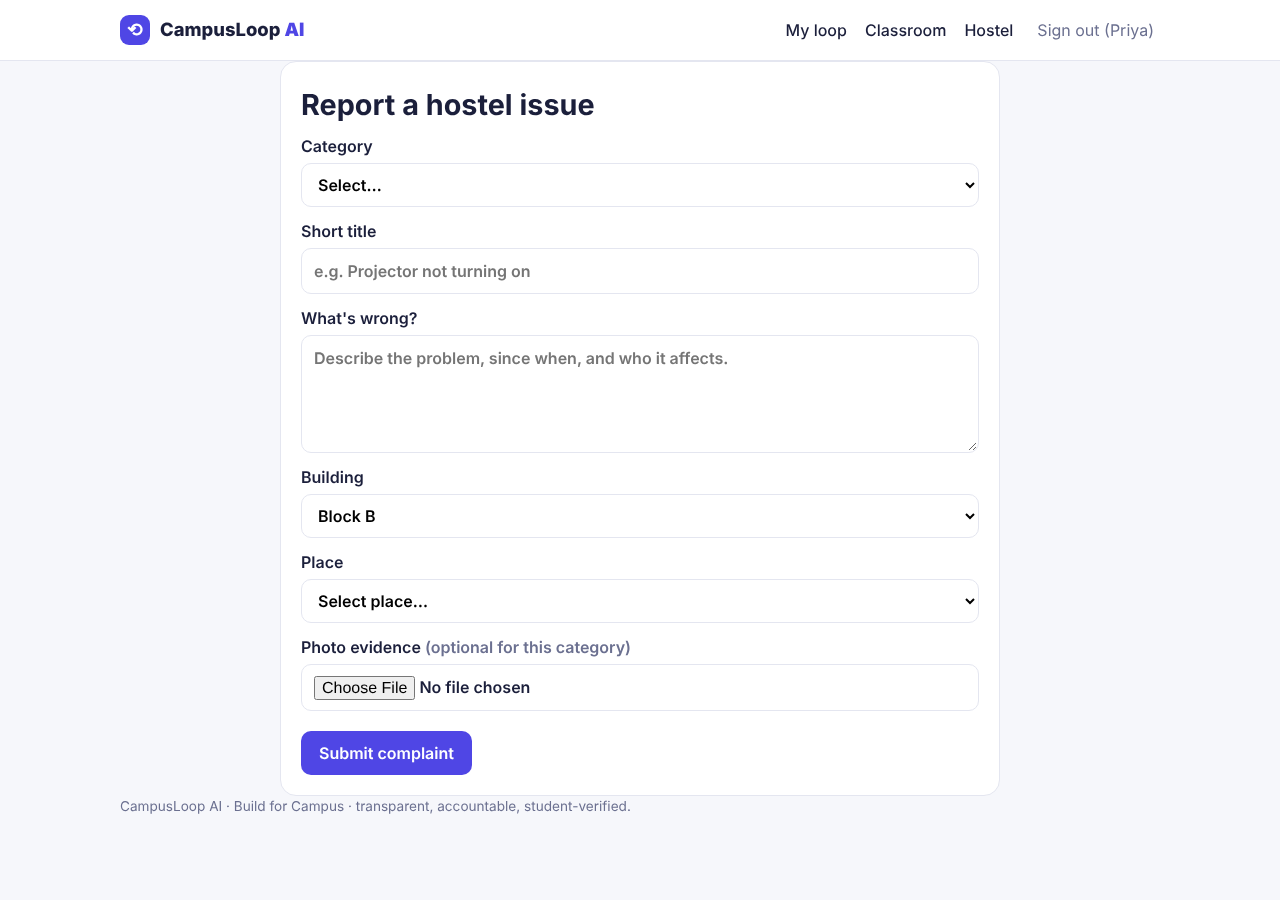 ⟲ CampusLoop AI
My loop Classroom Hostel Sign out (Priya)
Report a hostel issue
Category
Select...
Short title
e.g. Projector not turning on
What's wrong?
Describe the problem, since when, and who it affects.
Building
Block B
Place
Select place...
Photo evidence (optional for this category)
Choose File No file chosen
Submit complaint
CampusLoop AI · Build for Campus · transparent, accountable, student-verified.